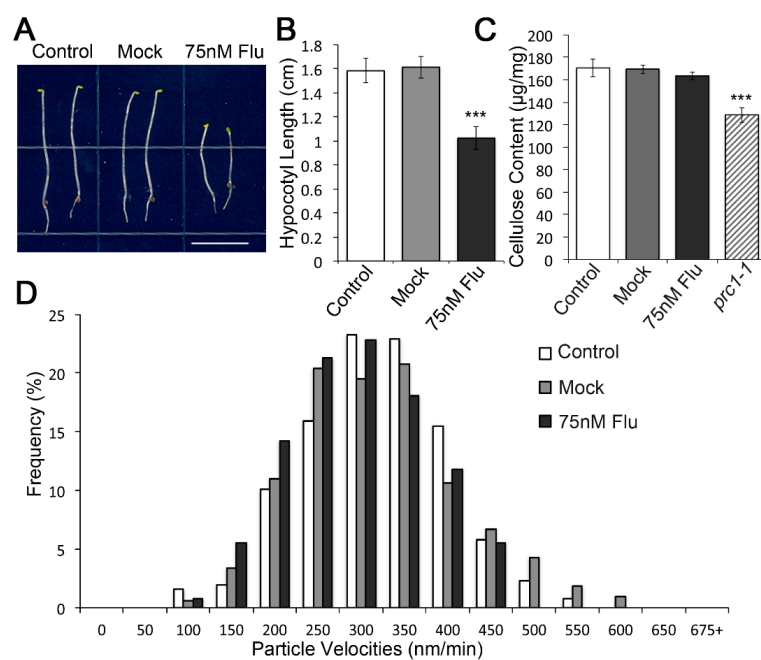 A
Control Mock 75nM Flu
B
Hypocotyl Length (cm)
1.8
1.6
1.4
1.2
1
0.8
0.6
0.4
0.2
0
***
Control
Mock
75nM Flu
C
Cellulose Content (µg/mg)
200
180
160
140
120
100
80
60
40
20
0
***
Control
Mock
75nM Flu
prc1-1
D
Frequency (%)
25
20
15
10
5
0
Control
Mock
75nM Flu
0 50 100 150 200 250 300 350 400 450 500 550 600 650 675+
Particle Velocities (nm/min)